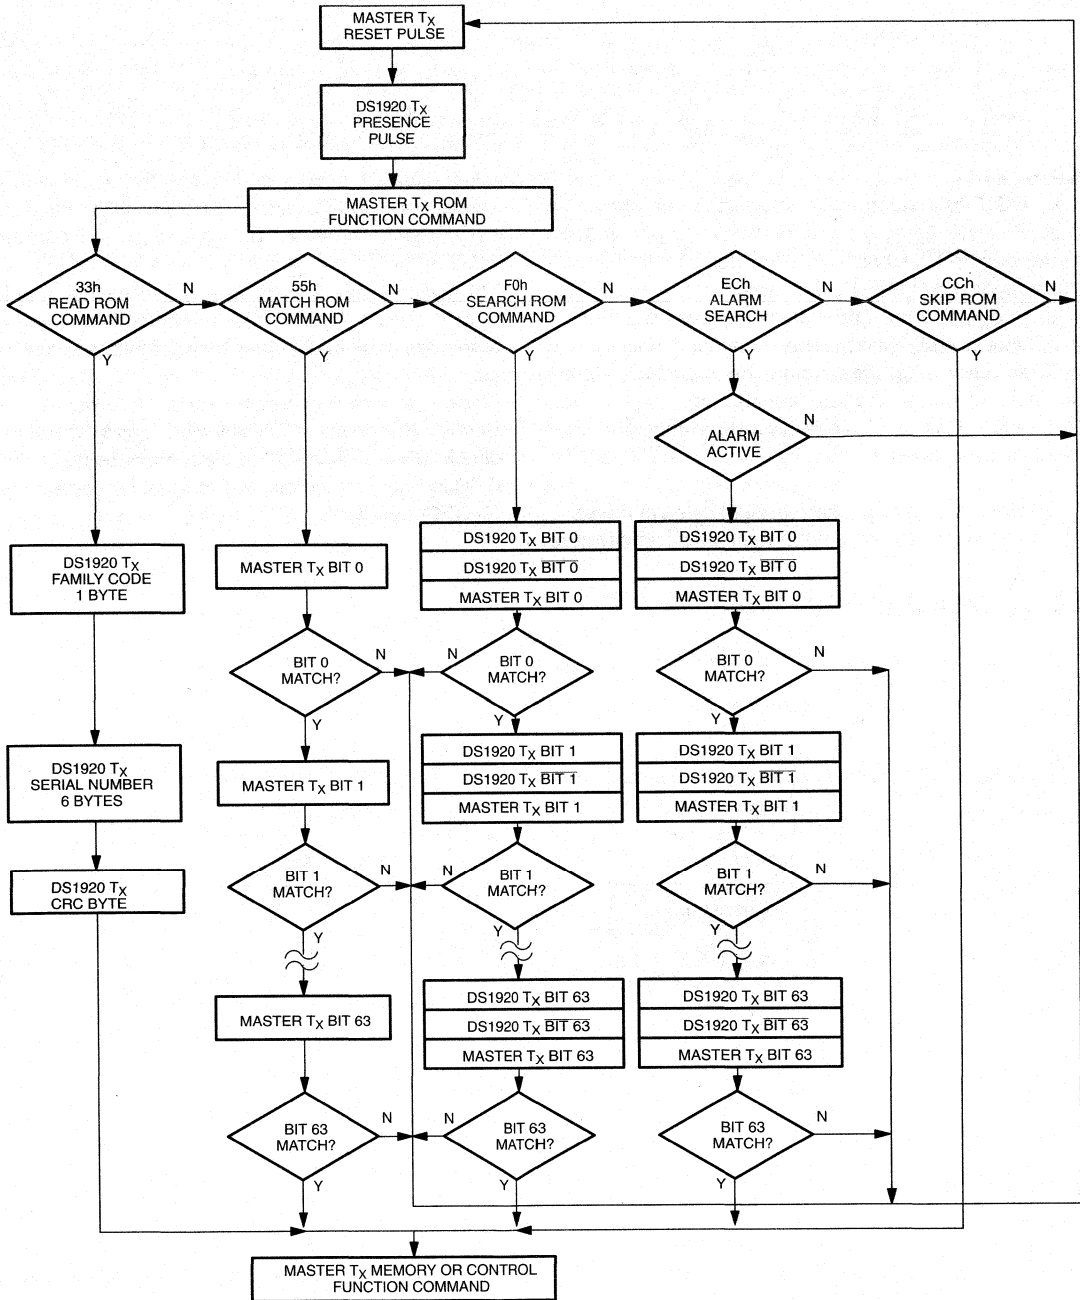 MASTER TX
RESET PULSE
DS1920 TX
PRESENCE
PULSE
MASTER TX ROM
FUNCTION COMMAND
33h
READ ROM
COMMAND
N
Y
55h
MATCH ROM
COMMAND
N
Y
F0h
SEARCH ROM
COMMAND
N
Y
ECh
ALARM
SEARCH
N
Y
CCh
SKIP ROM
COMMAND
N
Y
ALARM
ACTIVE
N
DS1920 TX
FAMILY CODE
1 BYTE
DS1920 TX
SERIAL NUMBER
6 BYTES
DS1920 TX
CRC BYTE
MASTER TX BIT 0
BIT 0
MATCH?
N
Y
MASTER TX BIT 1
BIT 1
MATCH?
N
Y
MASTER TX BIT 63
BIT 63
MATCH?
N
Y
DS1920 TX BIT 0
DS1920 TX BIT 0
MASTER TX BIT 0
BIT 0
MATCH?
N
Y
DS1920 TX BIT 1
DS1920 TX BIT 1
MASTER TX BIT 1
BIT 1
MATCH?
N
Y
DS1920 TX BIT 63
DS1920 TX BIT 63
MASTER TX BIT 63
BIT 63
MATCH?
N
Y
DS1920 TX BIT 0
DS1920 TX BIT 0
MASTER TX BIT 0
BIT 0
MATCH?
N
Y
DS1920 TX BIT 1
DS1920 TX BIT 1
MASTER TX BIT 1
BIT 1
MATCH?
N
Y
DS1920 TX BIT 63
DS1920 TX BIT 63
MASTER TX BIT 63
BIT 63
MATCH?
N
Y
MASTER TX MEMORY OR CONTROL
FUNCTION COMMAND